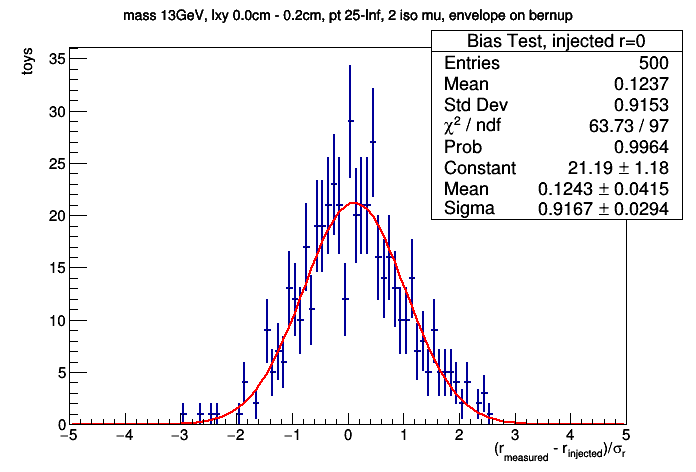 mass 13GeV, lxy 0.0cm - 0.2cm, pt 25-Inf, 2 iso mu, envelope on bernup
Bias Test, injected r=0
Entries 500
Mean 0.1237
Std Dev 0.9153
χ² / ndf 63.73 / 97
Prob 0.9964
Constant 21.19 ± 1.18
Mean 0.1243 ± 0.0415
Sigma 0.9167 ± 0.0294
toys
35
30
25
20
15
10
5
0
−5 −4 −3 −2 −1 0 1 2 3 4 5
(r_measured - r_injected)/σ_r